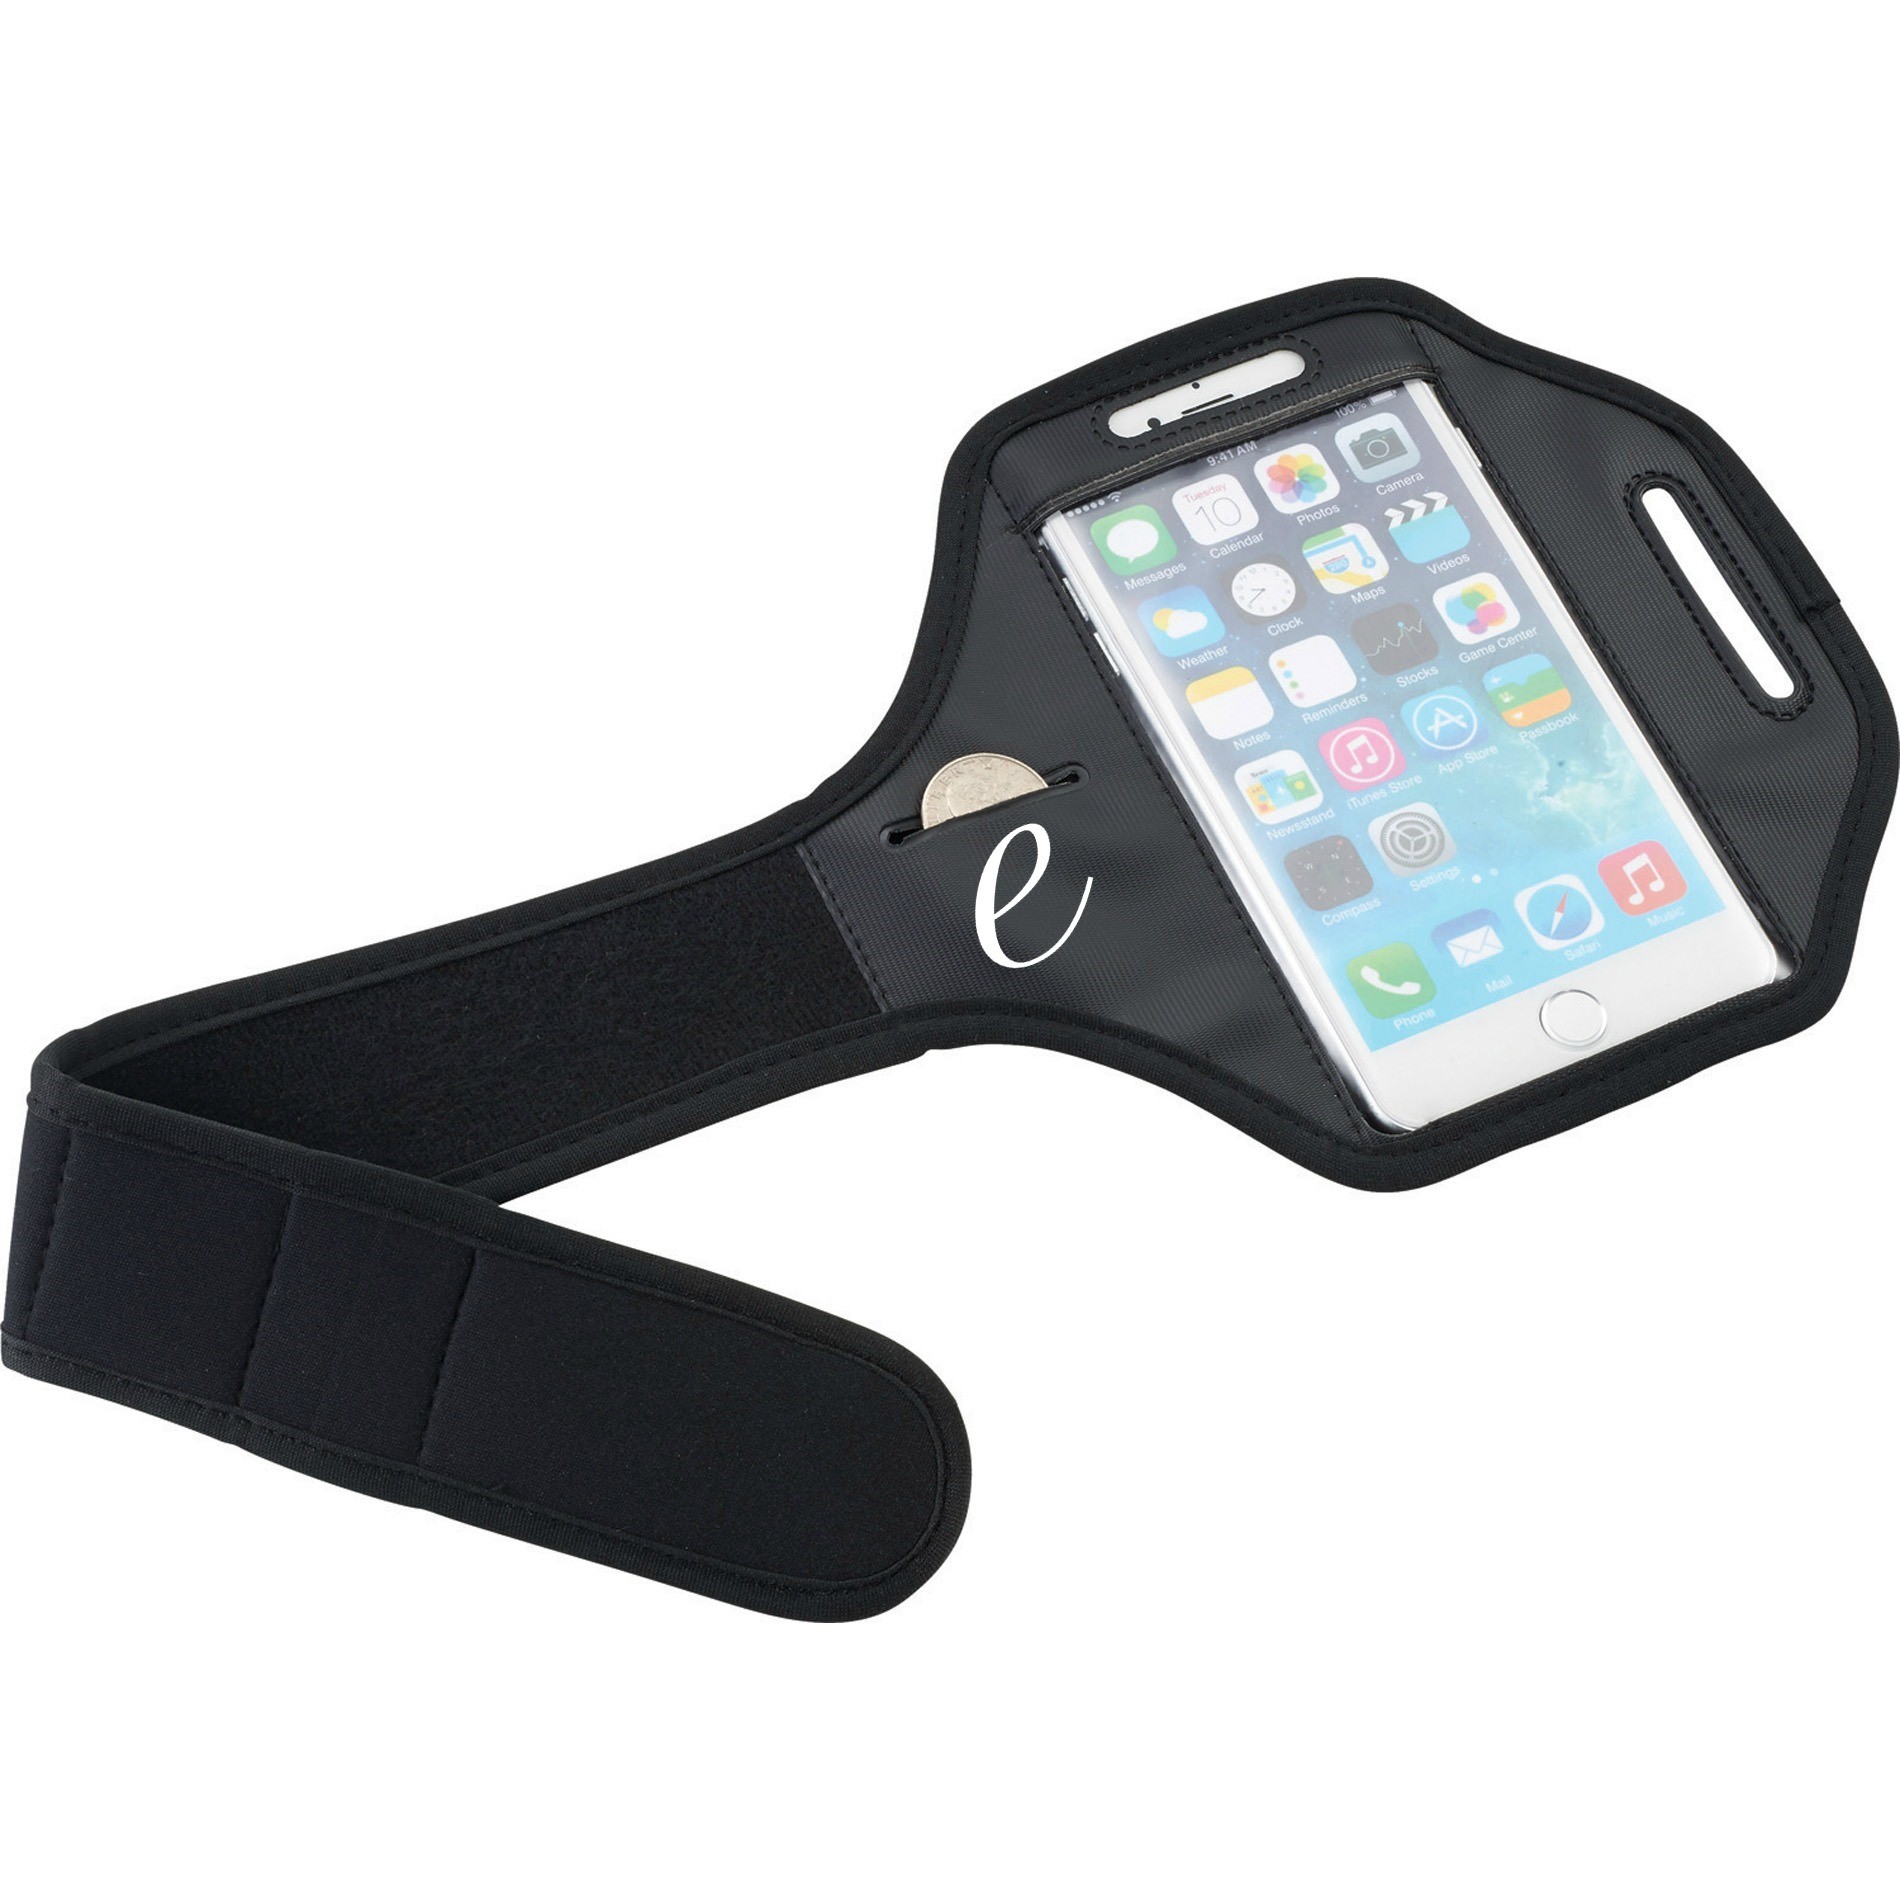 100%
9:41 AM
Messages
Tuesday
10
Calendar
Photos
Camera
Weather
Clock
Maps
Videos
Notes
Reminders
Stocks
Game Center
News
Newsstand
iTunes Store
App Store
Passbook
Compass
Settings
Phone
Mail
Safari
Music
e